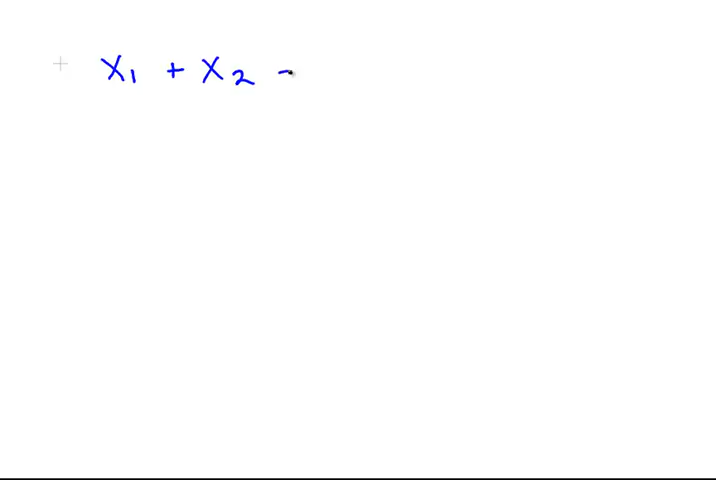 x₁ + x₂ -